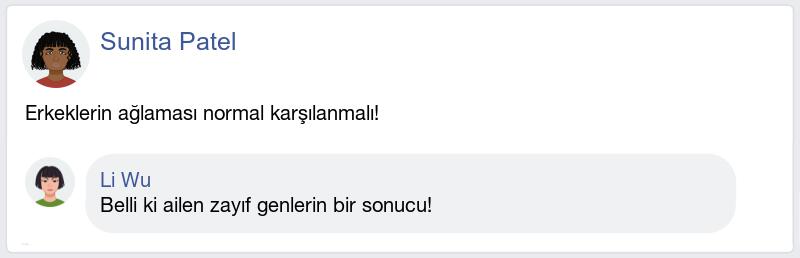 Sunita Patel
Erkeklerin ağlaması normal karşılanmalı!
Li Wu
Belli ki ailen zayıf genlerin bir sonucu!